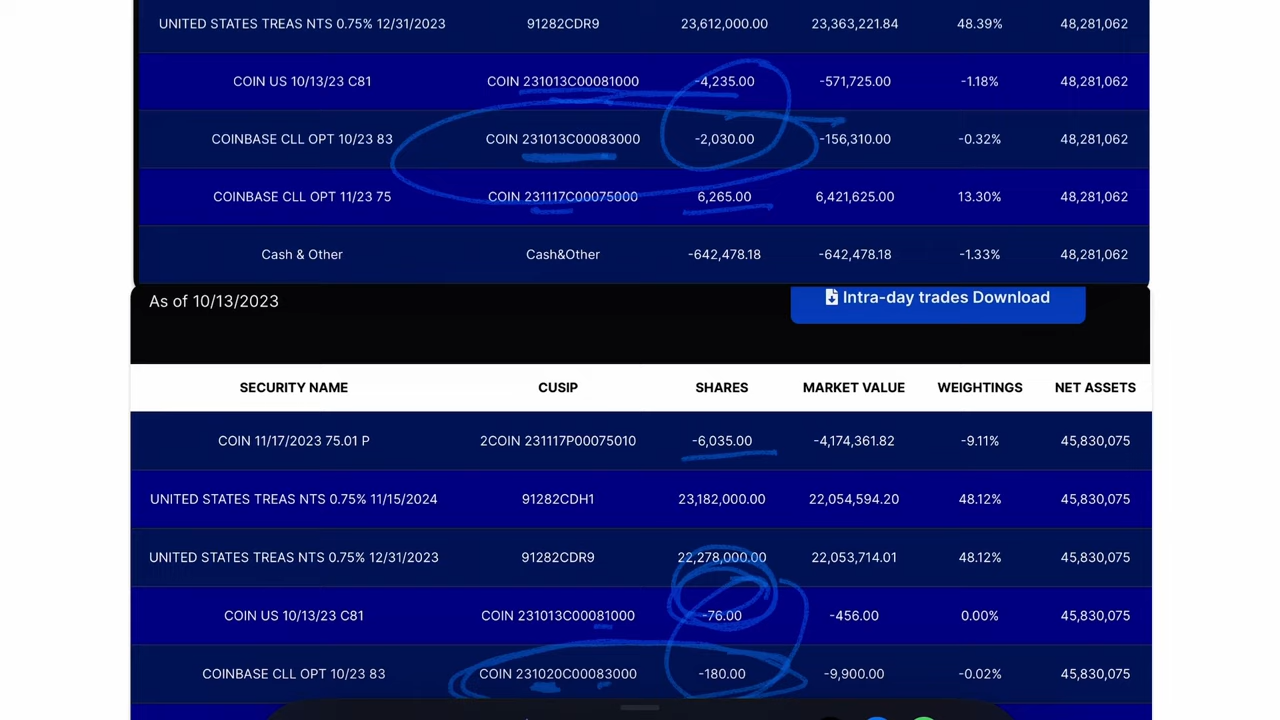 UNITED STATES TREAS NTS 0.75% 12/31/2023 91282CDR9 23,612,000.00 23,363,221.84 48.39% 48,281,062
COIN US 10/13/23 C81 COIN 231013C00081000 -4,235.00 -571,725.00 -1.18% 48,281,062
COINBASE CLL OPT 10/23 83 COIN 231013C00083000 -2,030.00 -156,310.00 -0.32% 48,281,062
COINBASE CLL OPT 11/23 75 COIN 231117C00075000 6,265.00 6,421,625.00 13.30% 48,281,062
Cash & Other Cash&Other -642,478.18 -642,478.18 -1.33% 48,281,062
As of 10/13/2023 Intra-day trades Download
SECURITY NAME CUSIP SHARES MARKET VALUE WEIGHTINGS NET ASSETS
COIN 11/17/2023 75.01 P 2COIN 231117P00075010 -6,035.00 -4,174,361.82 -9.11% 45,830,075
UNITED STATES TREAS NTS 0.75% 11/15/2024 91282CDH1 23,182,000.00 22,054,594.20 48.12% 45,830,075
UNITED STATES TREAS NTS 0.75% 12/31/2023 91282CDR9 22,278,000.00 22,053,714.01 48.12% 45,830,075
COIN US 10/13/23 C81 COIN 231013C00081000 -76.00 -456.00 0.00% 45,830,075
COINBASE CLL OPT 10/23 83 COIN 231020C00083000 -180.00 -9,900.00 -0.02% 45,830,075